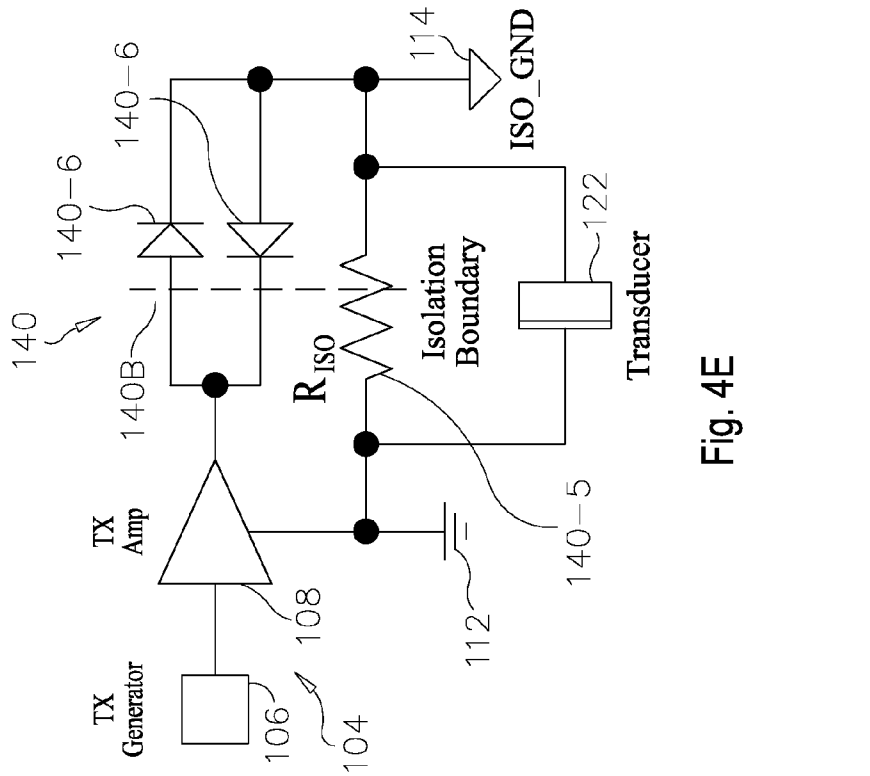 TX
Generator
106
104
TX
Amp
108
112
140
140B
140-6
140-6
R_ISO
140-5
Isolation
Boundary
114
ISO_GND
122
Transducer
Fig. 4E